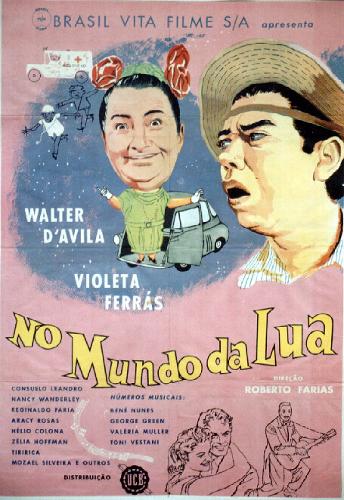 BRASIL VITA FILME S/A apresenta
WALTER
D'AVILA
VIOLETA
FERRÁS
NO MUNDO DA LUA
DIREÇÃO
ROBERTO FARIAS
CONSUELO LEANDRO
NANCY WANDERLEY
REGINALDO FARIA
ARACY ROSAS
HÉLIO COLONA
ZÉLIA HOFFMAN
TIRIRICA
MOZAEL SILVEIRA E OUTROS
NÚMEROS MUSICAIS:
RENÉ NUNES
GEORGE GREEN
VALÉRIA MULLER
TONI VESTANI
DISTRIBUIÇÃO
UCB